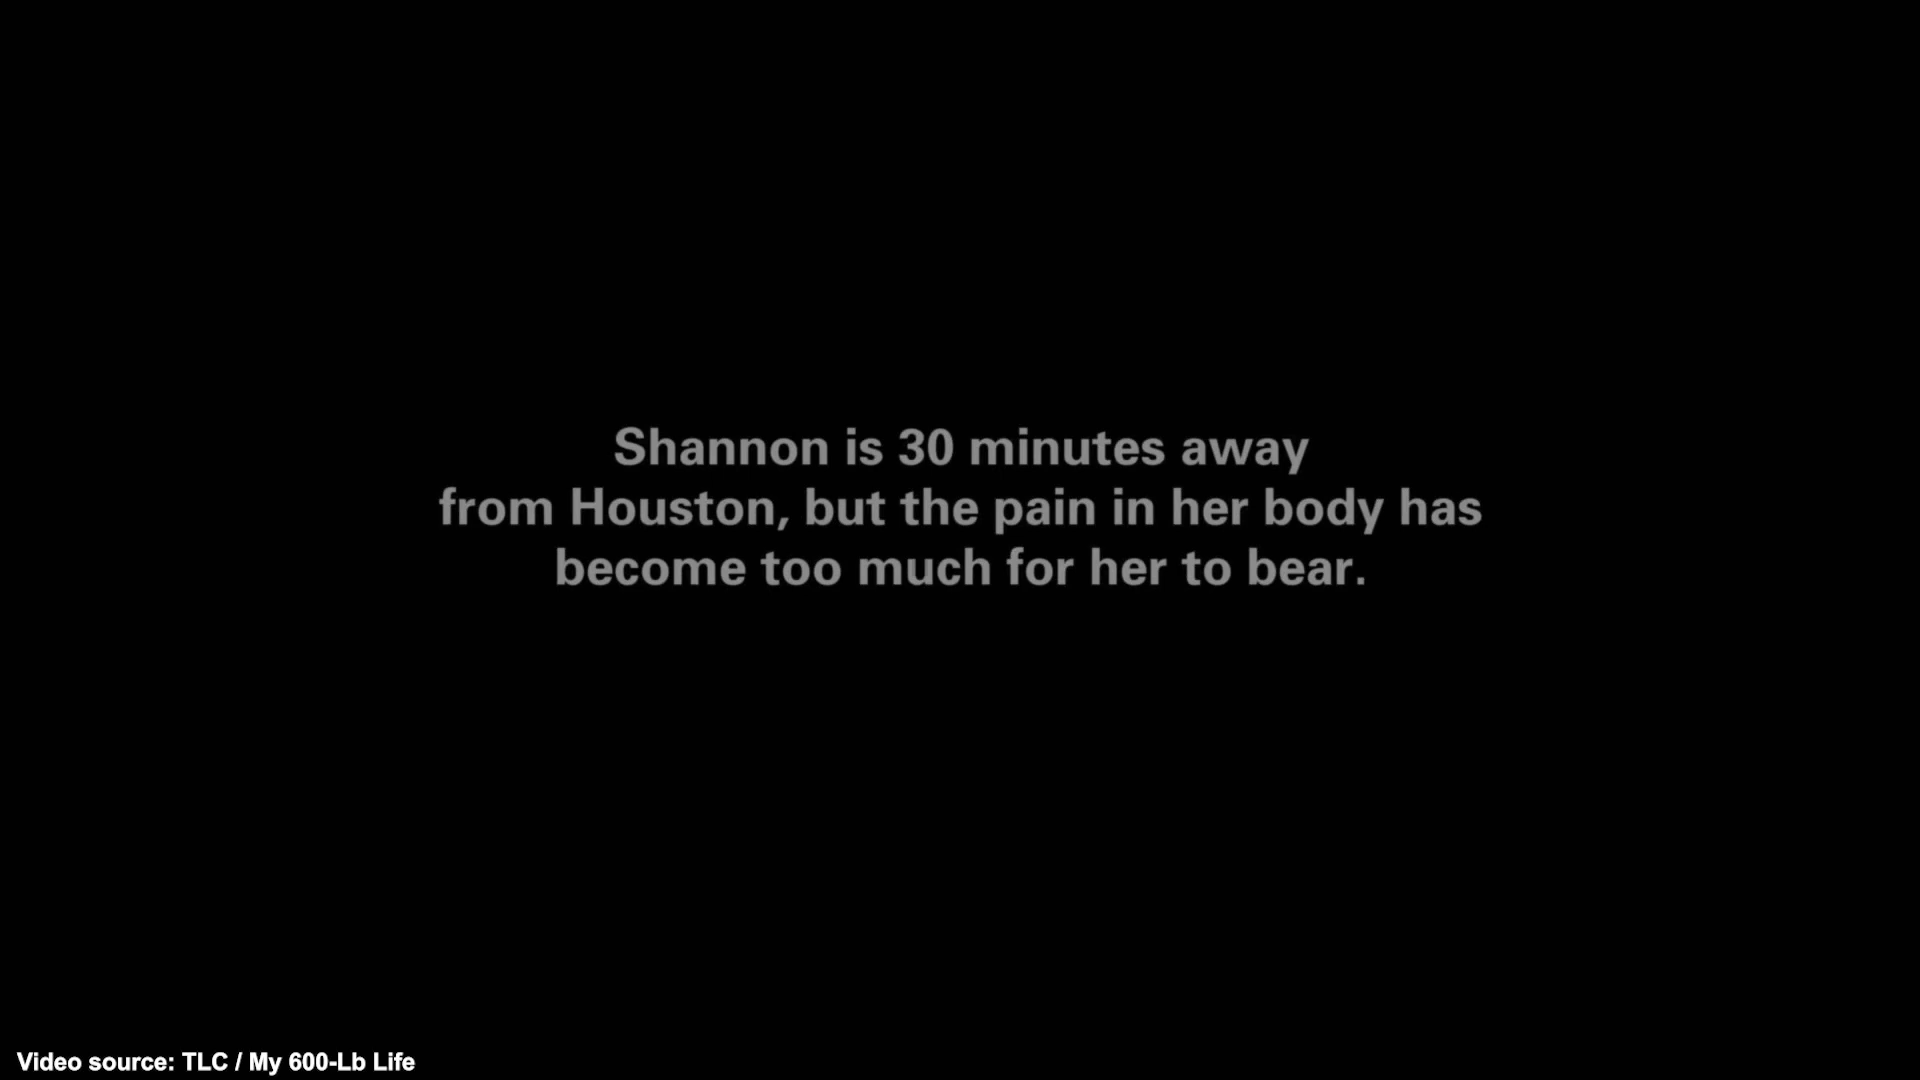 Shannon is 30 minutes away
from Houston, but the pain in her body has
become too much for her to bear.
Video source: TLC / My 600-Lb Life